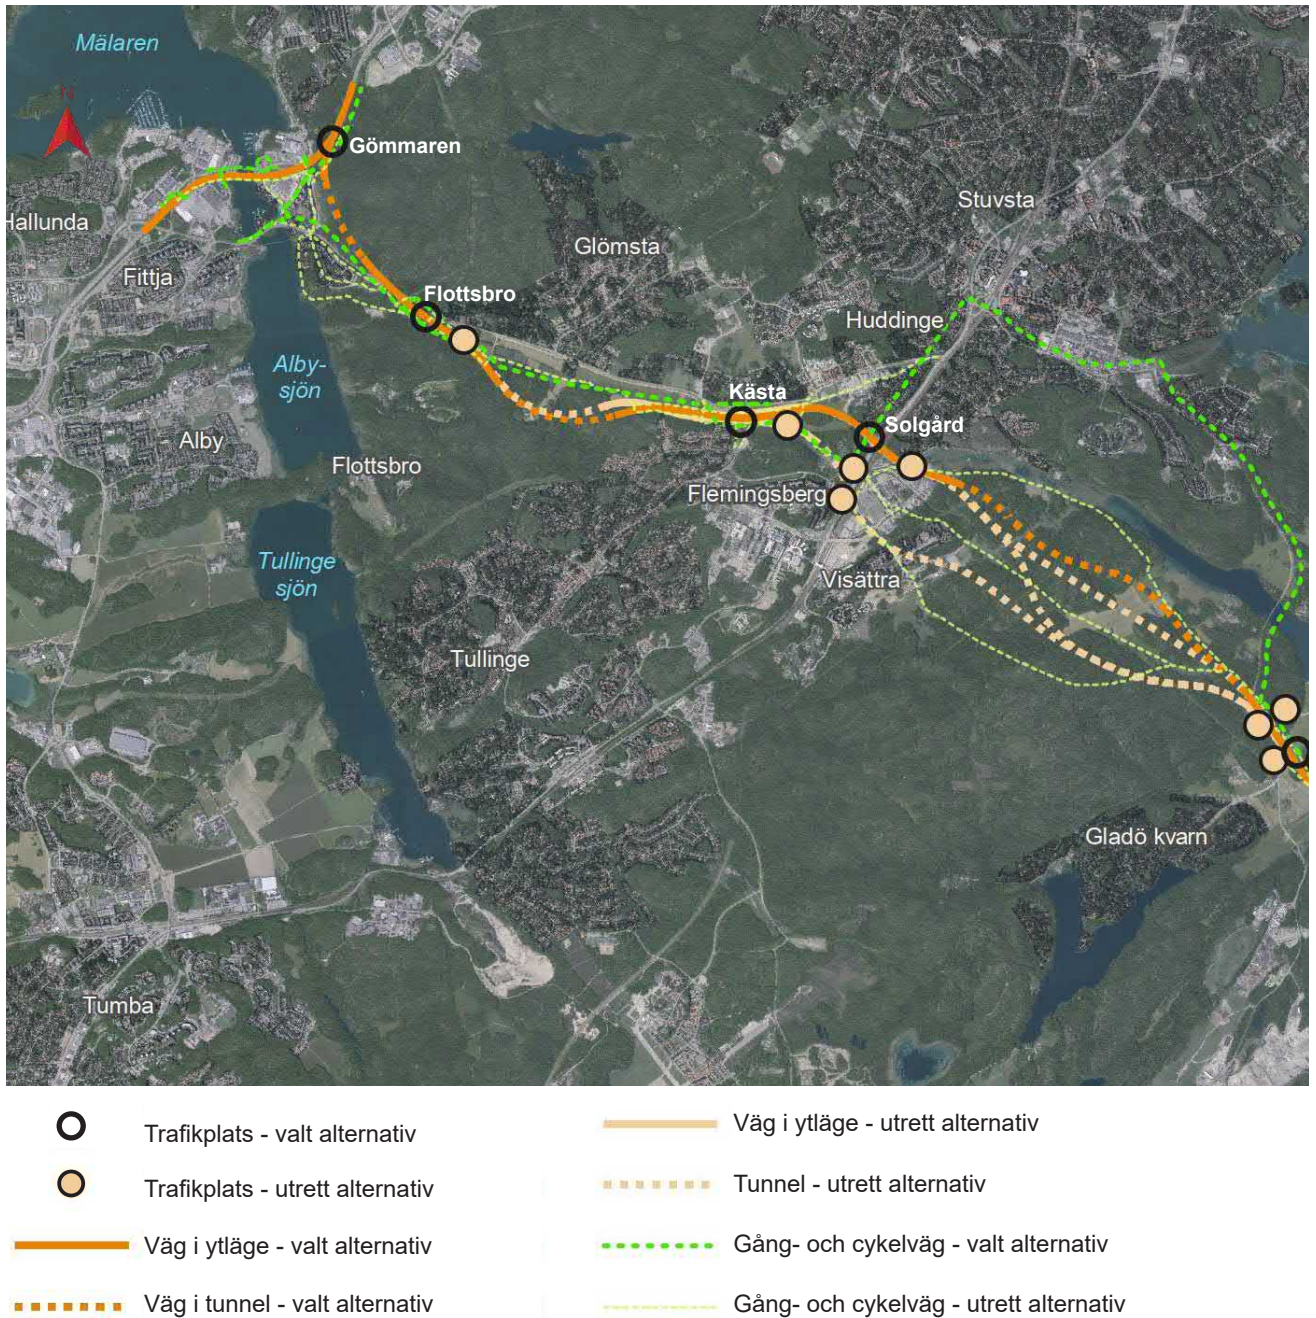 Mälaren
Gömmaren
Hallunda
Stuvsta
Glömsta
Fittja
Flottsbro
Huddinge
Alby-
sjön
Kästa
Solgård
Alby
Flottsbro
Flemingsberg
Tullinge
sjön
Visättra
Tullinge
Gladö kvarn
Tumba
Trafikplats - valt alternativ
Trafikplats - utrett alternativ
Väg i ytläge - valt alternativ
Väg i tunnel - valt alternativ
Väg i ytläge - utrett alternativ
Tunnel - utrett alternativ
Gång- och cykelväg - valt alternativ
Gång- och cykelväg - utrett alternativ